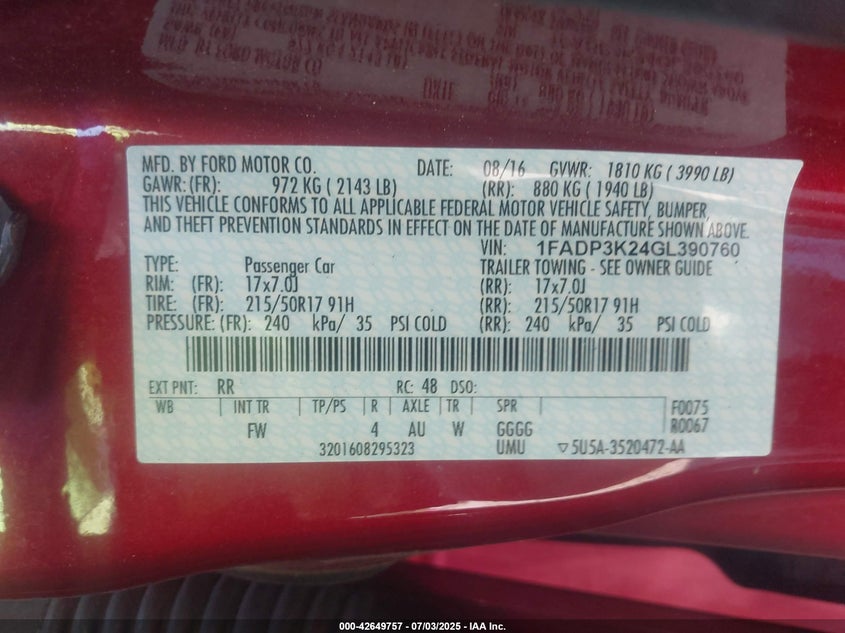 MFD. BY FORD MOTOR CO. DATE: 08/16 GVWR: 1810 KG ( 3990 LB)
GAWR: (FR): 972 KG ( 2143 LB) (RR): 880 KG ( 1940 LB)
THIS VEHICLE CONFORMS TO ALL APPLICABLE FEDERAL MOTOR VEHICLE SAFETY, BUMPER,
AND THEFT PREVENTION STANDARDS IN EFFECT ON THE DATE OF MANUFACTURE SHOWN ABOVE.
VIN: 1FADP3K24GL390760
TYPE: Passenger Car TRAILER TOWING - SEE OWNER GUIDE
RIM: (FR): 17x7.0J (RR): 17x7.0J
TIRE: (FR): 215/50R17 91H (RR): 215/50R17 91H
PRESSURE: (FR): 240 kPa/ 35 PSI COLD (RR): 240 kPa/ 35 PSI COLD
EXT PNT: RR RC: 48 DSO:
WB INT TR TP/PS R AXLE TR SPR F0075
FW 4 AU W GGGG R0067
3201608295323 UMU ▽5U5A-3520472-AA
000-42649757 - 07/03/2025 - IAA Inc.